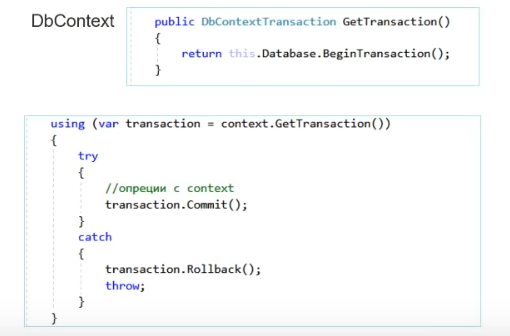 DbContext
public DbContextTransaction GetTransaction()
{
return this.Database.BeginTransaction();
}
using (var transaction = context.GetTransaction())
{
try
{
//опреции с context
transaction.Commit();
}
catch
{
transaction.Rollback();
throw;
}
}